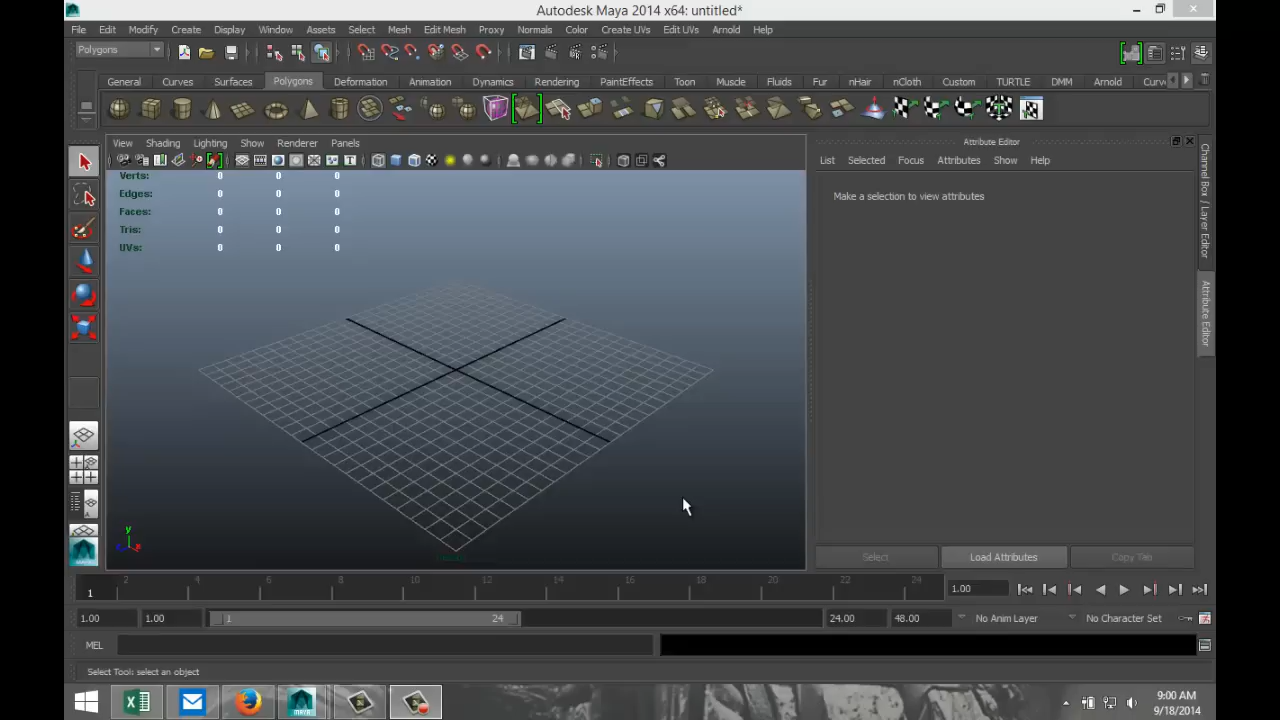 Autodesk Maya 2014 x64: untitled*
File Edit Modify Create Display Window Assets Select Mesh Edit Mesh Proxy Normals Color Create UVs Edit UVs Arnold Help
Polygons
General Curves Surfaces Polygons Deformation Animation Dynamics Rendering PaintEffects Toon Muscle Fluids Fur nHair nCloth Custom TURTLE DMM Arnold Curv
View Shading Lighting Show Renderer Panels
Attribute Editor
List Selected Focus Attributes Show Help
Make a selection to view attributes
Channel Box / Layer Editor
Attribute Editor
Verts: 0 0 0
Edges: 0 0 0
Faces: 0 0 0
Tris: 0 0 0
UVs: 0 0 0
y
Select Load Attributes Copy Tab
2 4 6 8 10 12 14 16 18 20 22 24
1 1.00
1.00 1.00 1 24 24.00 48.00 No Anim Layer No Character Set
MEL
Select Tool: select an object
9:00 AM
9/18/2014